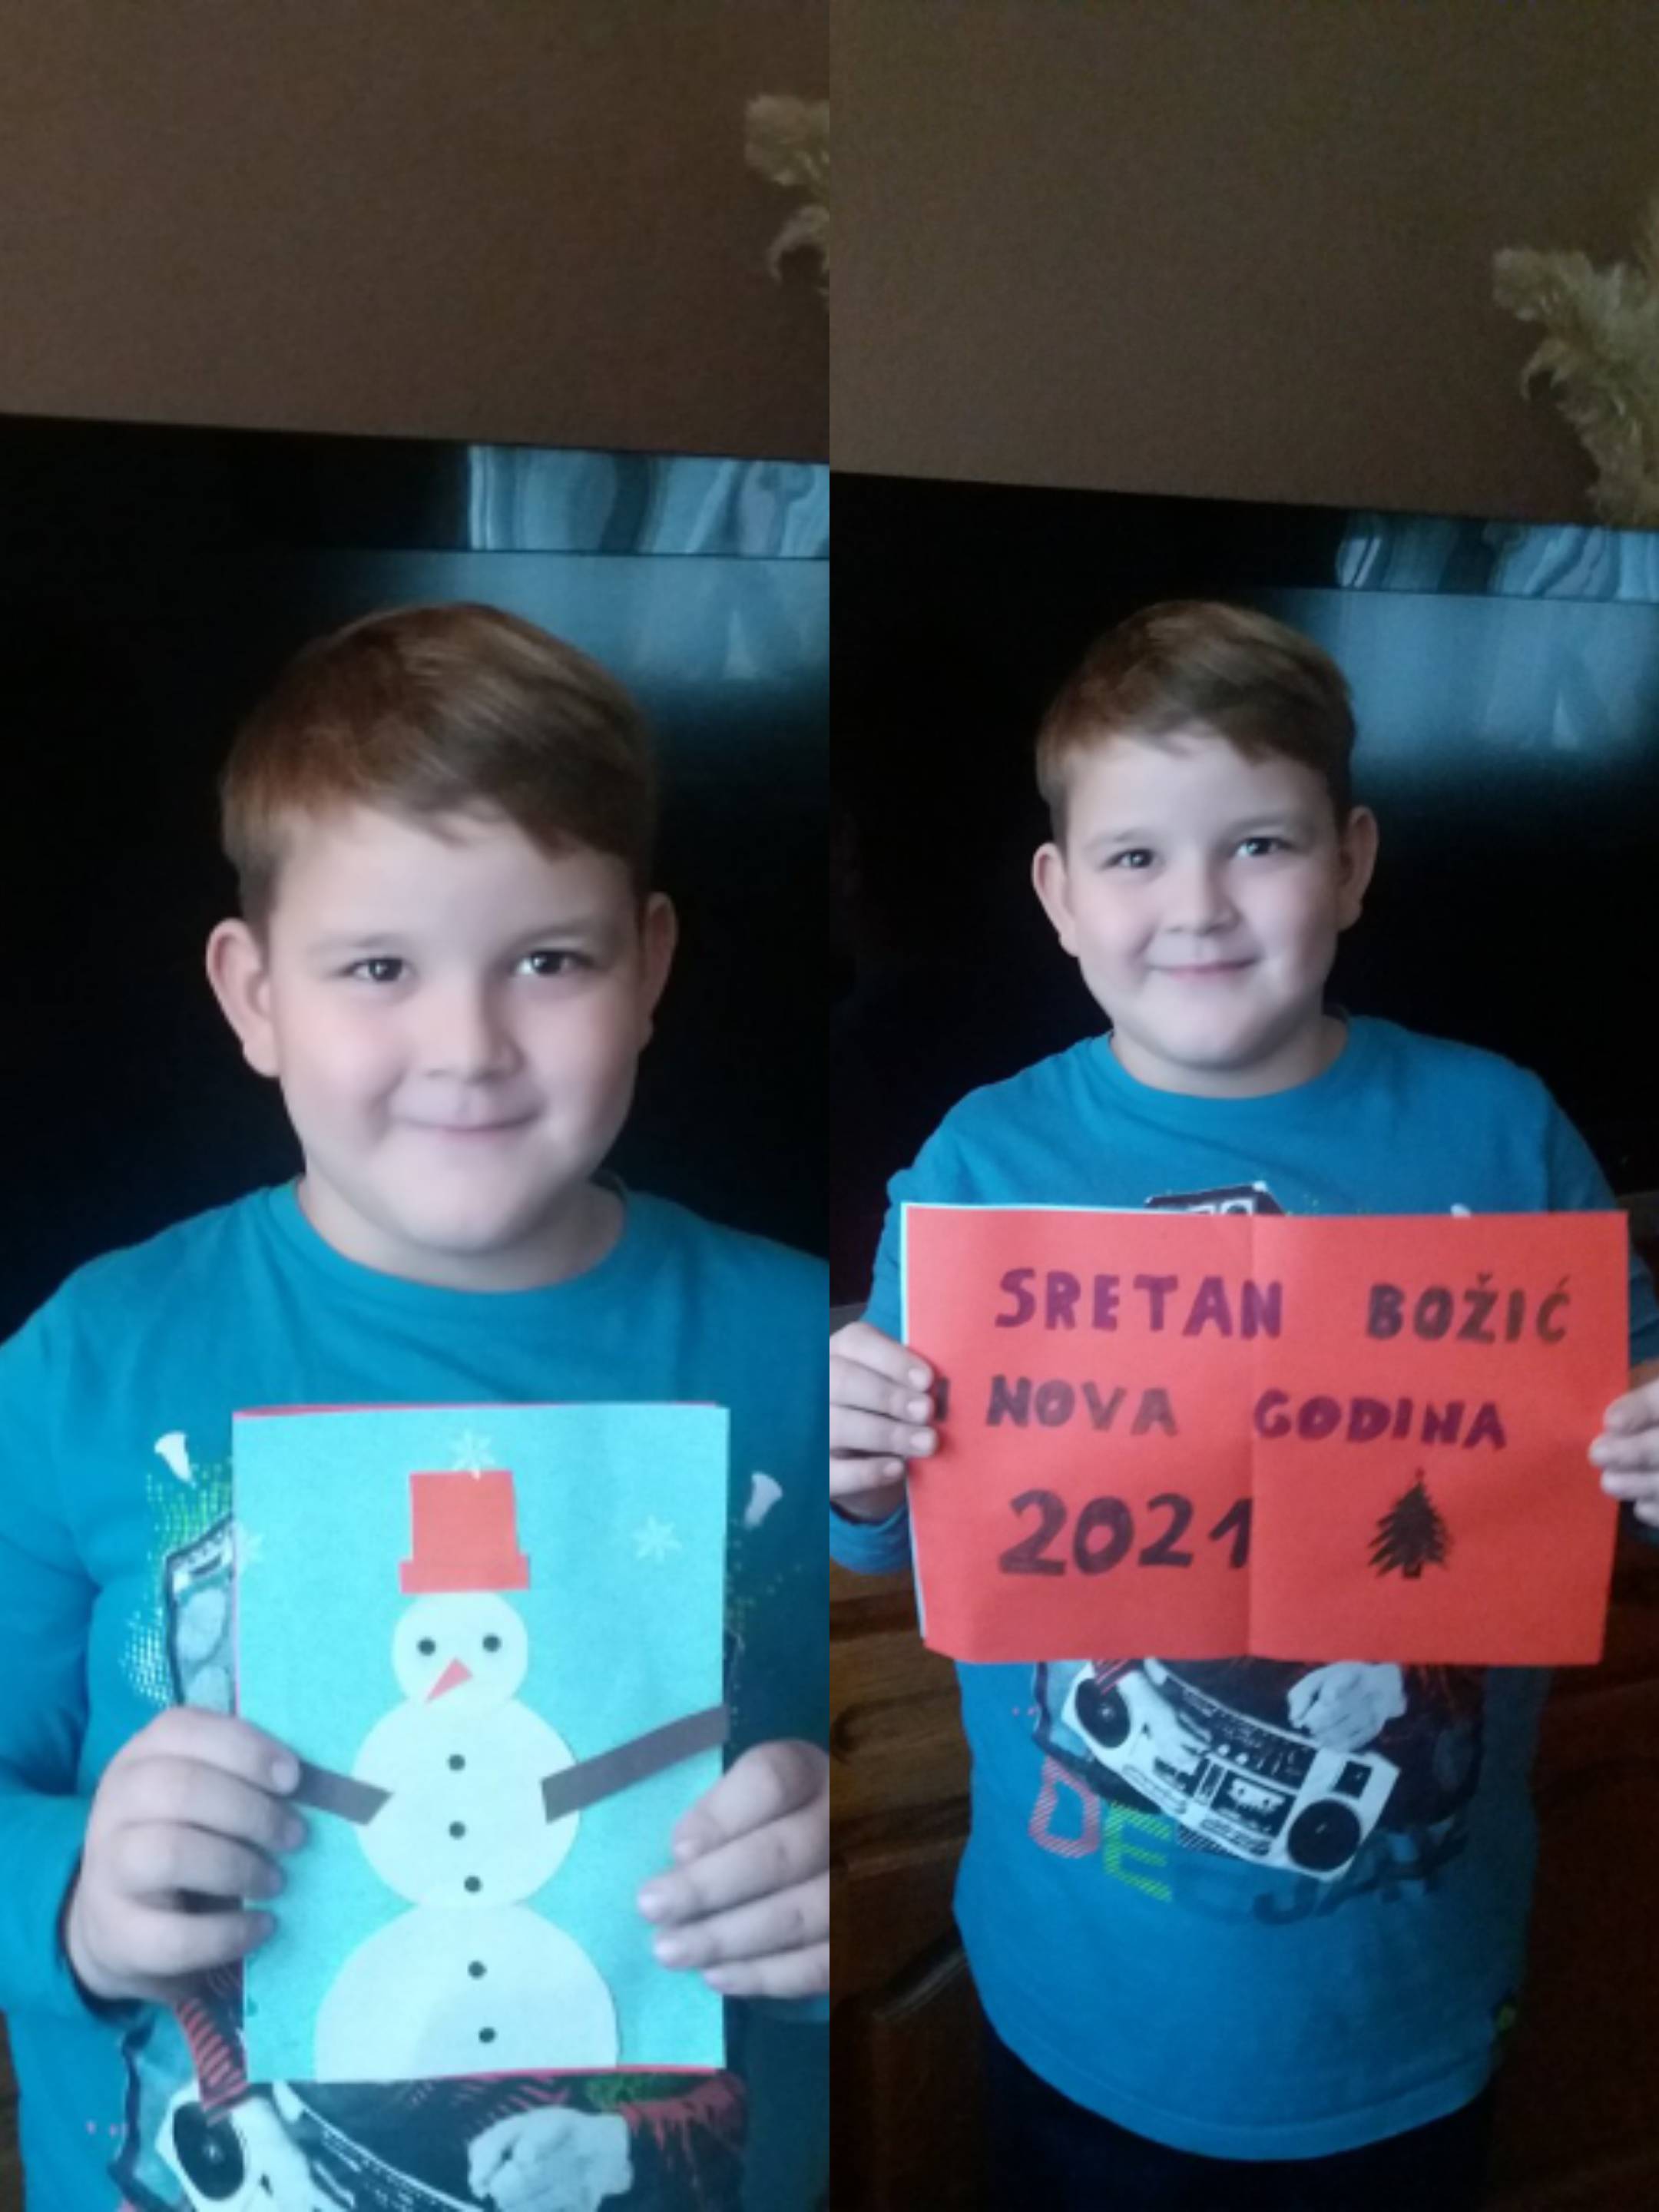 SRETAN BOŽIĆ
I NOVA GODINA
2021